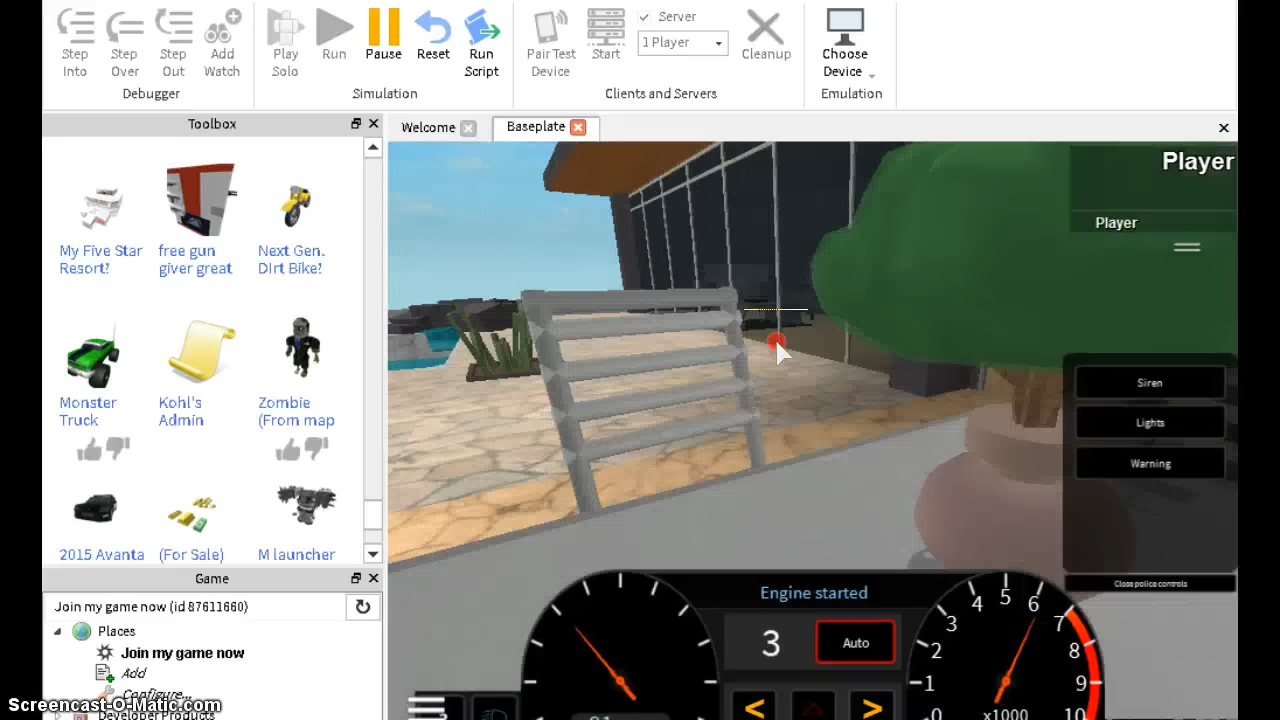 Step Into
Step Over
Step Out
Add Watch
Debugger
Play Solo
Run
Pause
Reset
Run Script
Simulation
Pair Test Device
Start
Server
1 Player
Cleanup
Clients and Servers
Choose Device
Emulation
Toolbox
Welcome
Baseplate
My Five Star Resort!
free gun giver great
Next Gen. DIrt Bike!
Monster Truck
Kohl's Admin
Zombie (From map
2015 Avanta
(For Sale)
M launcher
Game
Join my game now (id 87611660)
Places
Join my game now
Add
Configure...
Developer Products
Player
Player
Siren
Lights
Warning
Close police controls
Engine started
3
Auto
< >
0 1 2 3 4 5 6 7 8 9 10
x1000
Screencast-O-Matic.com